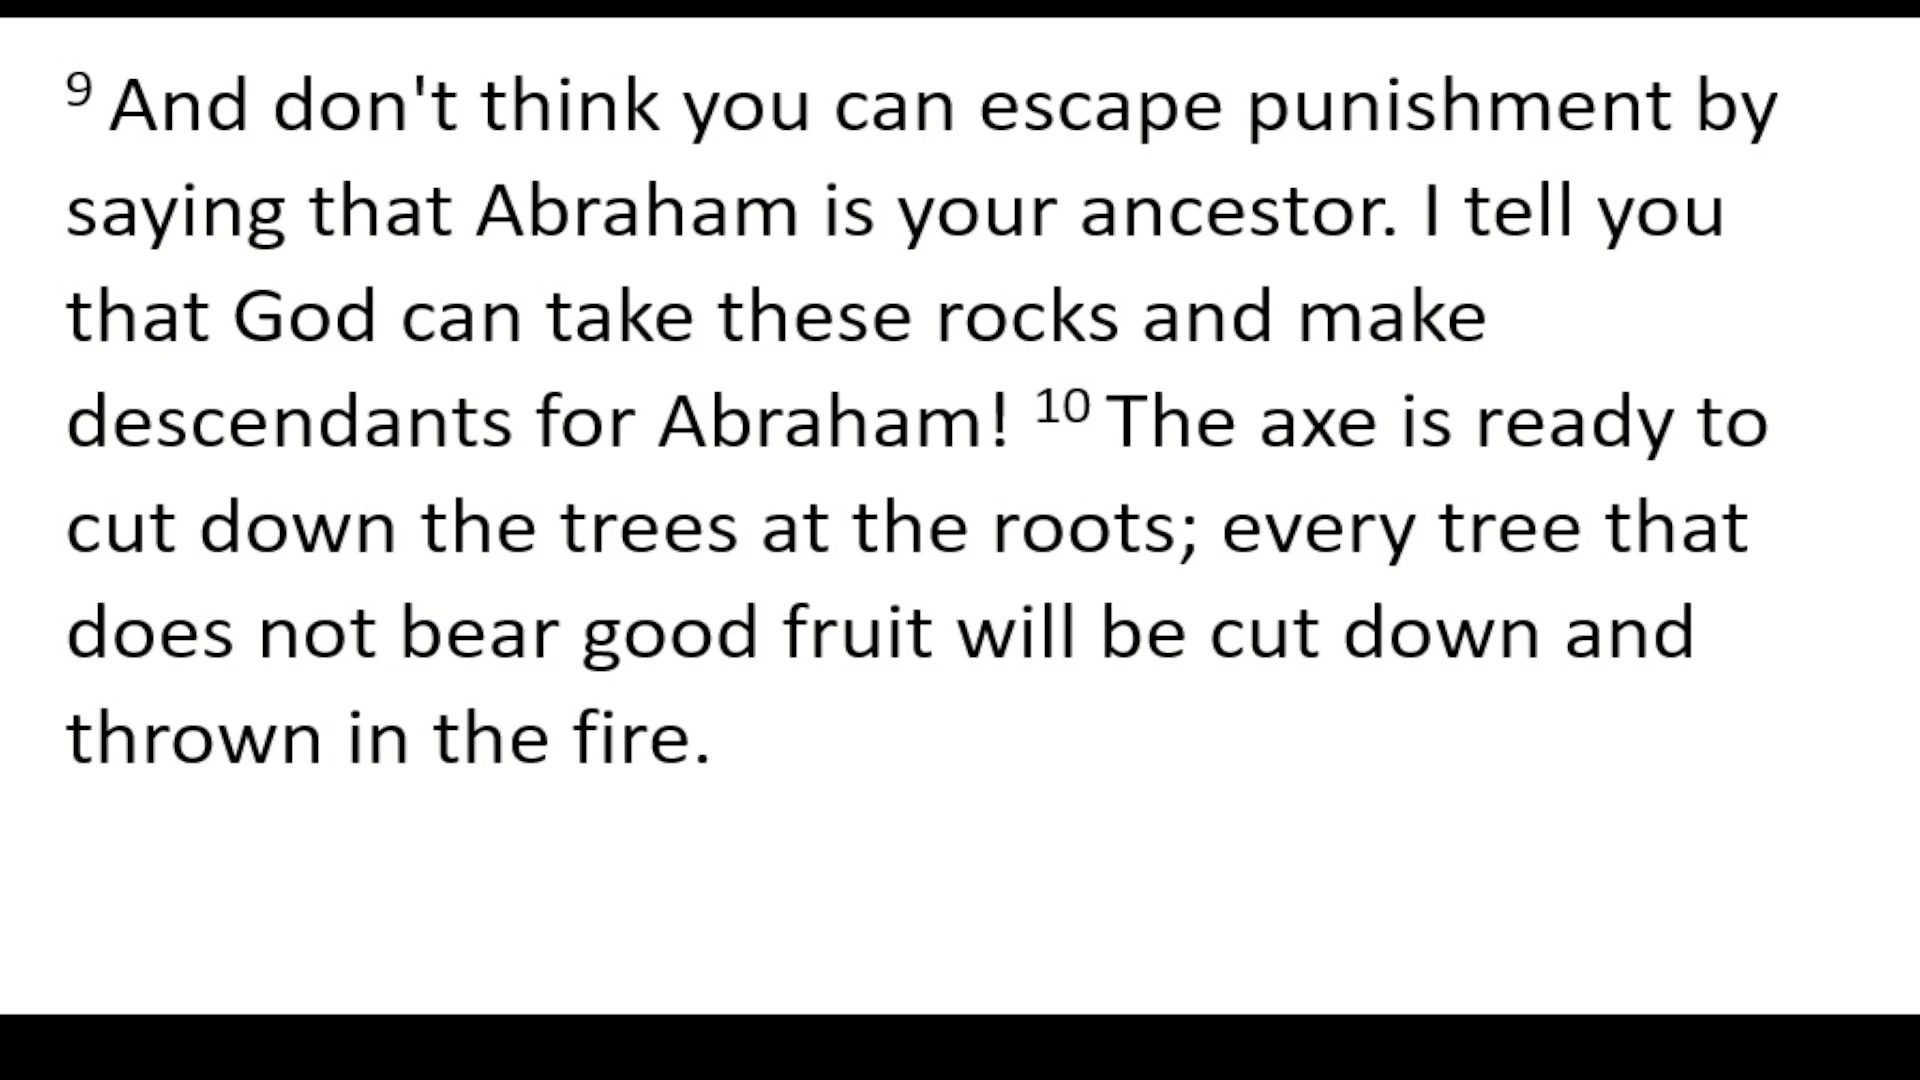 9 And don't think you can escape punishment by
saying that Abraham is your ancestor. I tell you
that God can take these rocks and make
descendants for Abraham! 10 The axe is ready to
cut down the trees at the roots; every tree that
does not bear good fruit will be cut down and
thrown in the fire.